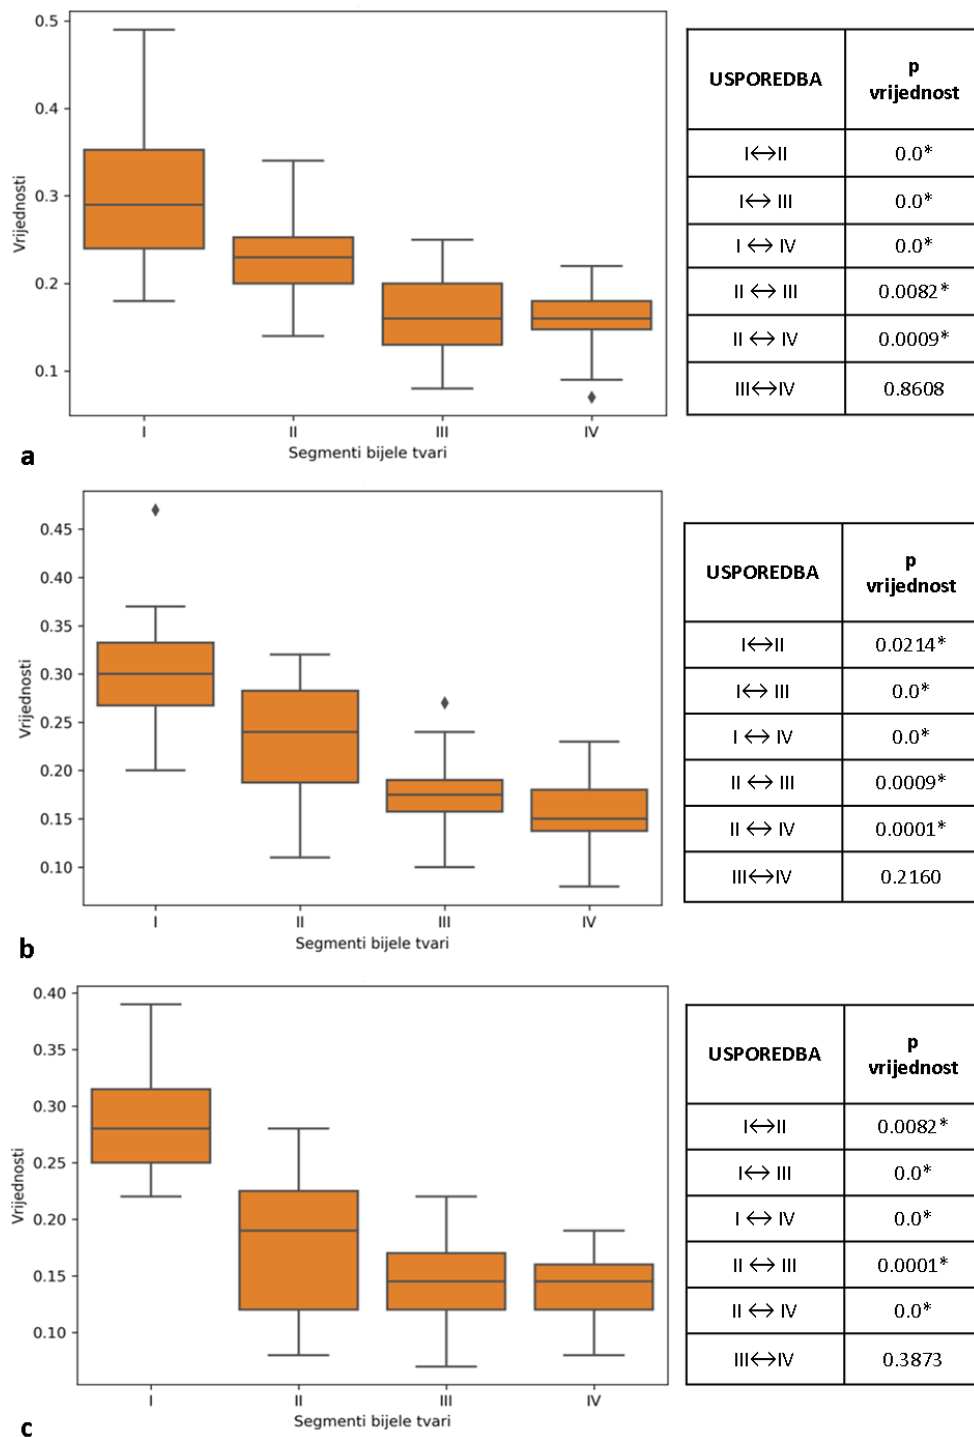 0.5
0.4
0.3
0.2
0.1
Vrijednosti
I II III IV
Segmenti bijele tvari
a
USPOREDBA p vrijednost
I↔II 0.0*
I↔ III 0.0*
I ↔ IV 0.0*
II ↔ III 0.0082*
II ↔ IV 0.0009*
III↔IV 0.8608
0.45
0.40
0.35
0.30
0.25
0.20
0.15
0.10
Vrijednosti
I II III IV
Segmenti bijele tvari
b
USPOREDBA p vrijednost
I↔II 0.0214*
I↔ III 0.0*
I ↔ IV 0.0*
II ↔ III 0.0009*
II ↔ IV 0.0001*
III↔IV 0.2160
0.40
0.35
0.30
0.25
0.20
0.15
0.10
Vrijednosti
I II III IV
Segmenti bijele tvari
c
USPOREDBA p vrijednost
I↔II 0.0082*
I↔ III 0.0*
I ↔ IV 0.0*
II ↔ III 0.0001*
II ↔ IV 0.0*
III↔IV 0.3873